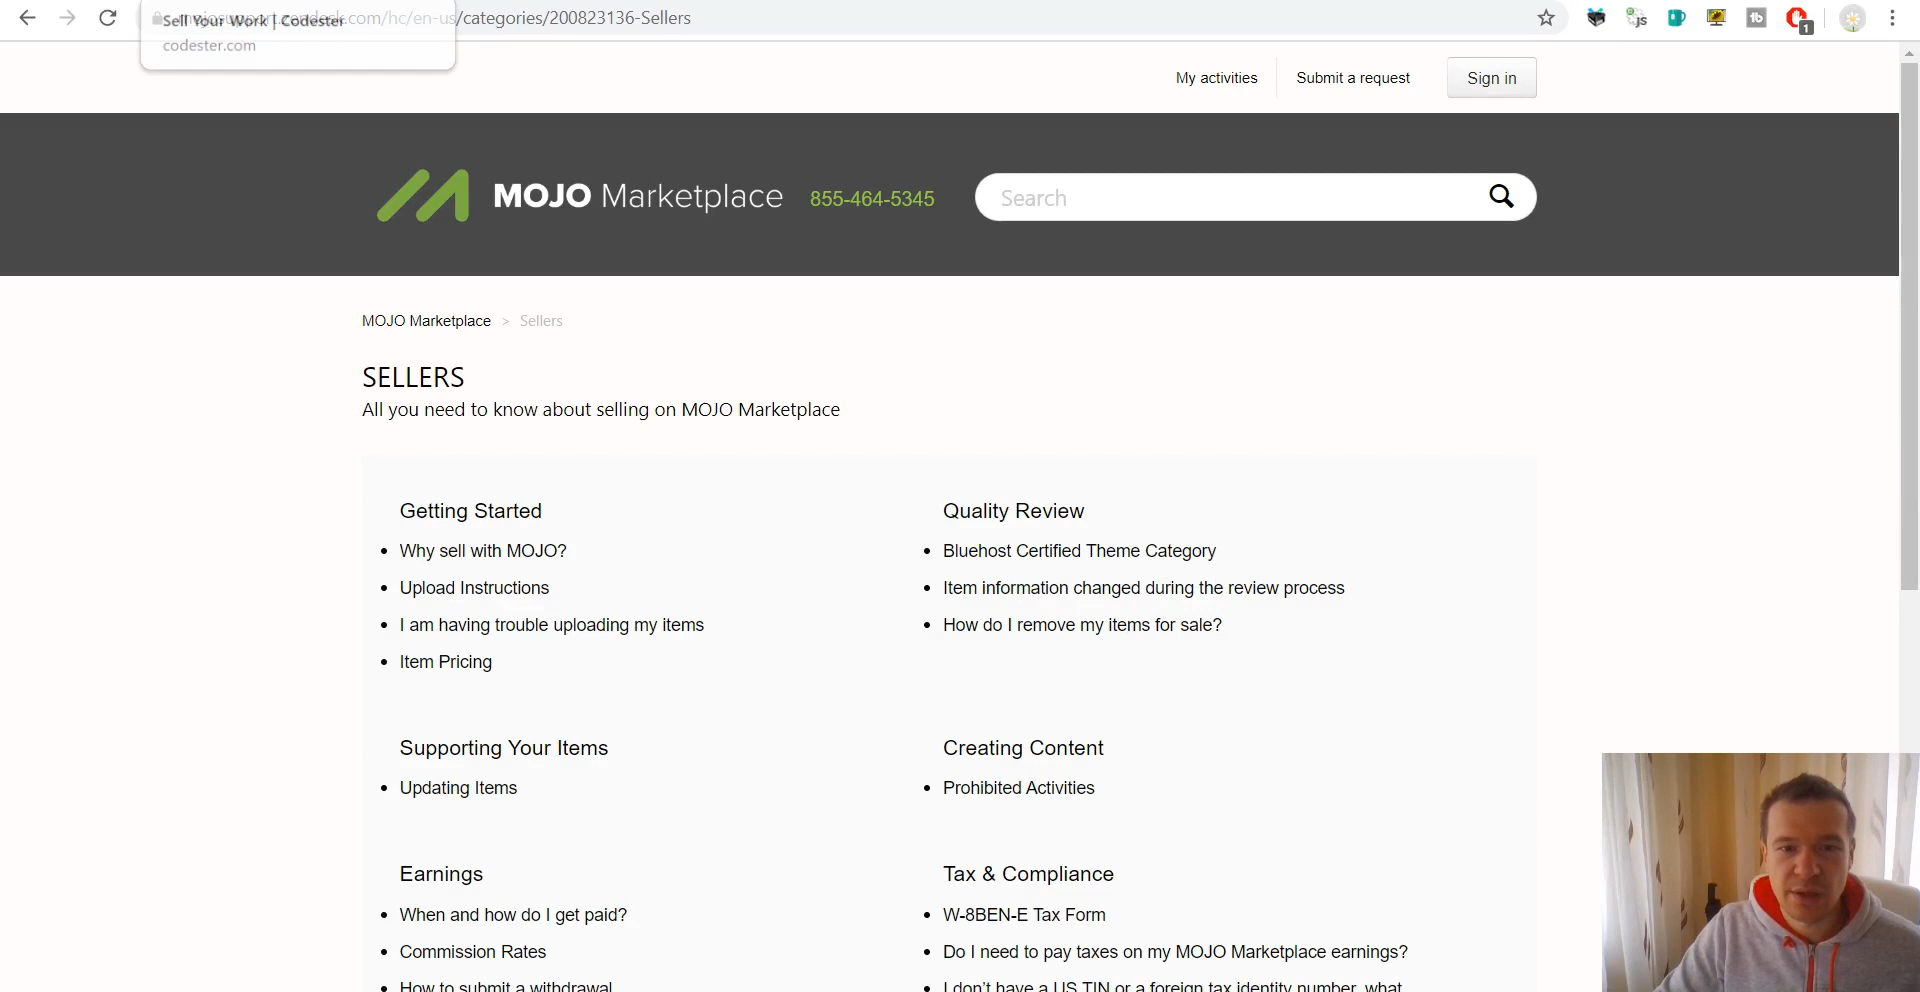 Sell Your Work | Codester
codester.com
/categories/200823136-Sellers
1
My activities
Submit a request
Sign in
MOJO Marketplace
855-464-5345
Search
MOJO Marketplace > Sellers
SELLERS
All you need to know about selling on MOJO Marketplace
Getting Started
• Why sell with MOJO?
• Upload Instructions
• I am having trouble uploading my items
• Item Pricing
Quality Review
• Bluehost Certified Theme Category
• Item information changed during the review process
• How do I remove my items for sale?
Supporting Your Items
• Updating Items
Creating Content
• Prohibited Activities
Earnings
• When and how do I get paid?
• Commission Rates
• How to submit a withdrawal
Tax & Compliance
• W-8BEN-E Tax Form
• Do I need to pay taxes on my MOJO Marketplace earnings?
• I don't have a US TIN or a foreign tax identity number, what